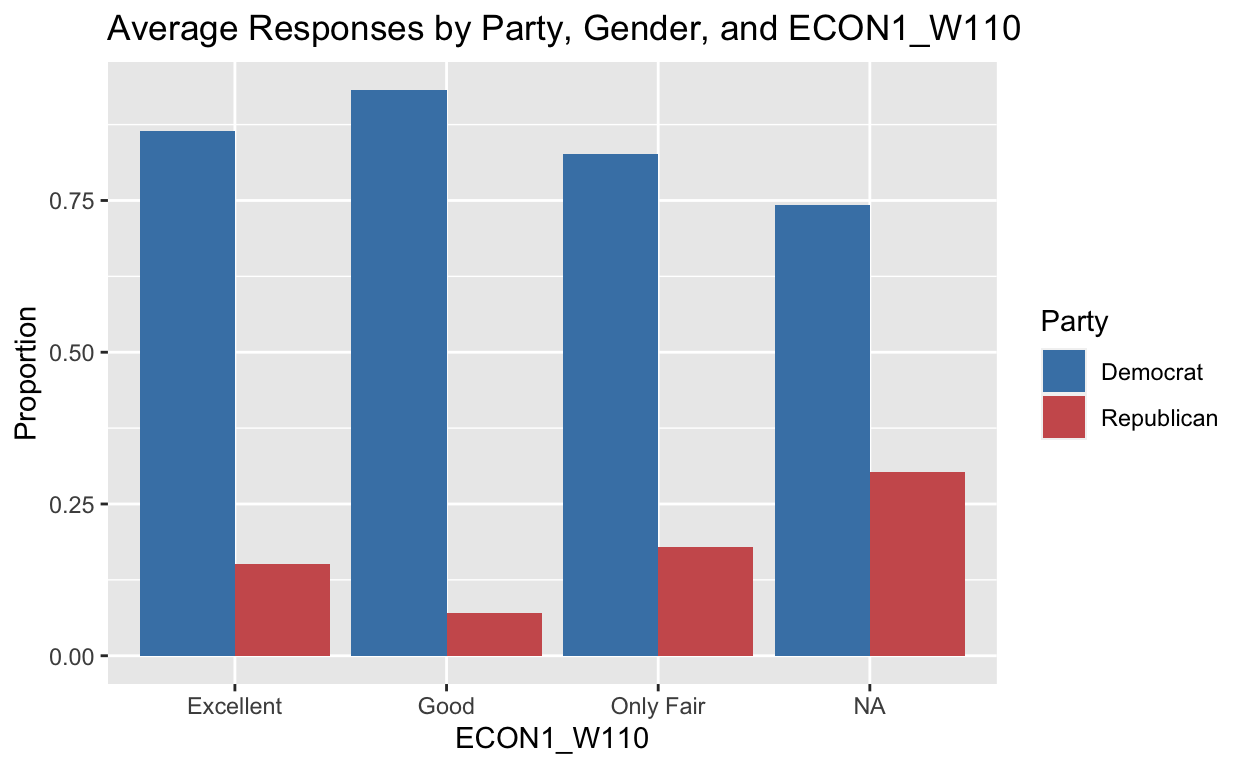 Average Responses by Party, Gender, and ECON1_W110
Proportion
0.75
0.50
0.25
0.00
Excellent Good Only Fair NA
ECON1_W110
Party
Democrat
Republican